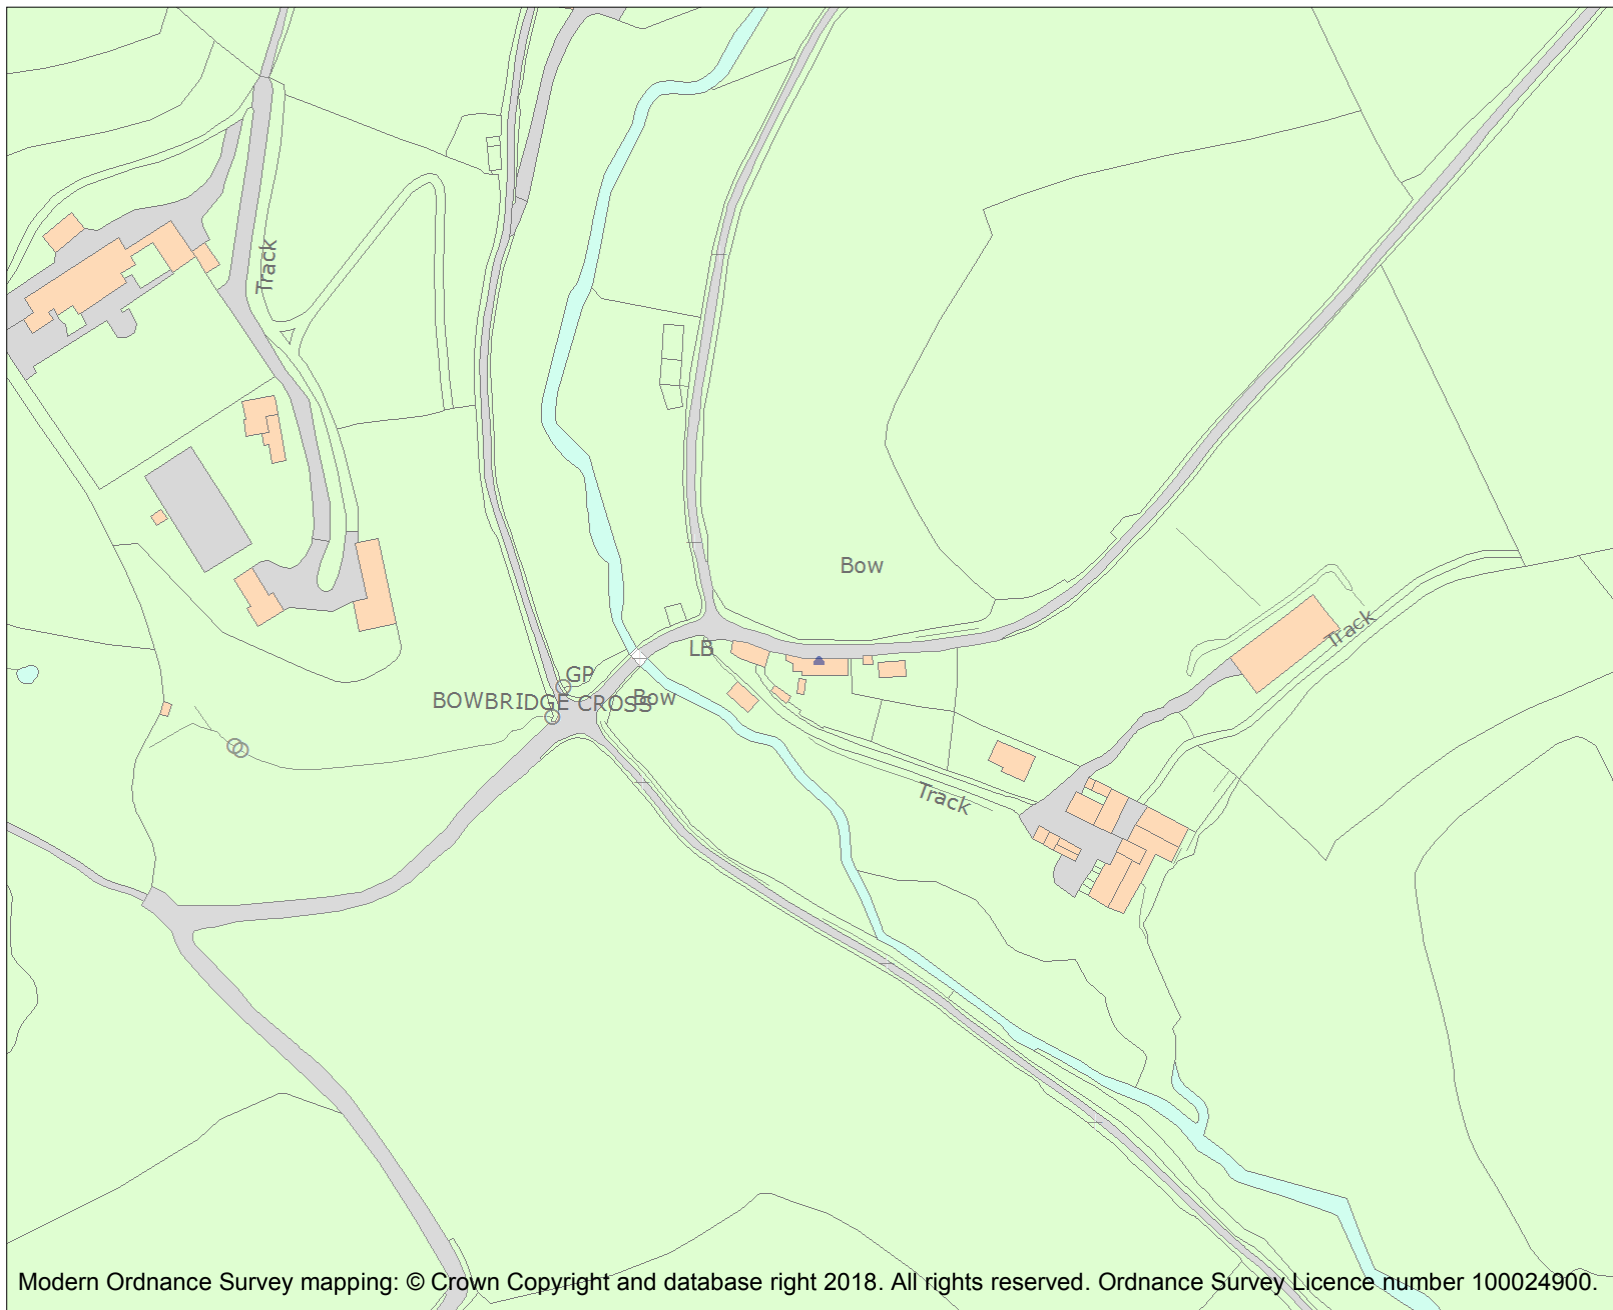 Track
Bow
Track
LB
GP
BOWBRIDGE CROSS
Bow
Track
Modern Ordnance Survey mapping: © Crown Copyright and database right 2018. All rights reserved. Ordnance Survey Licence number 100024900.